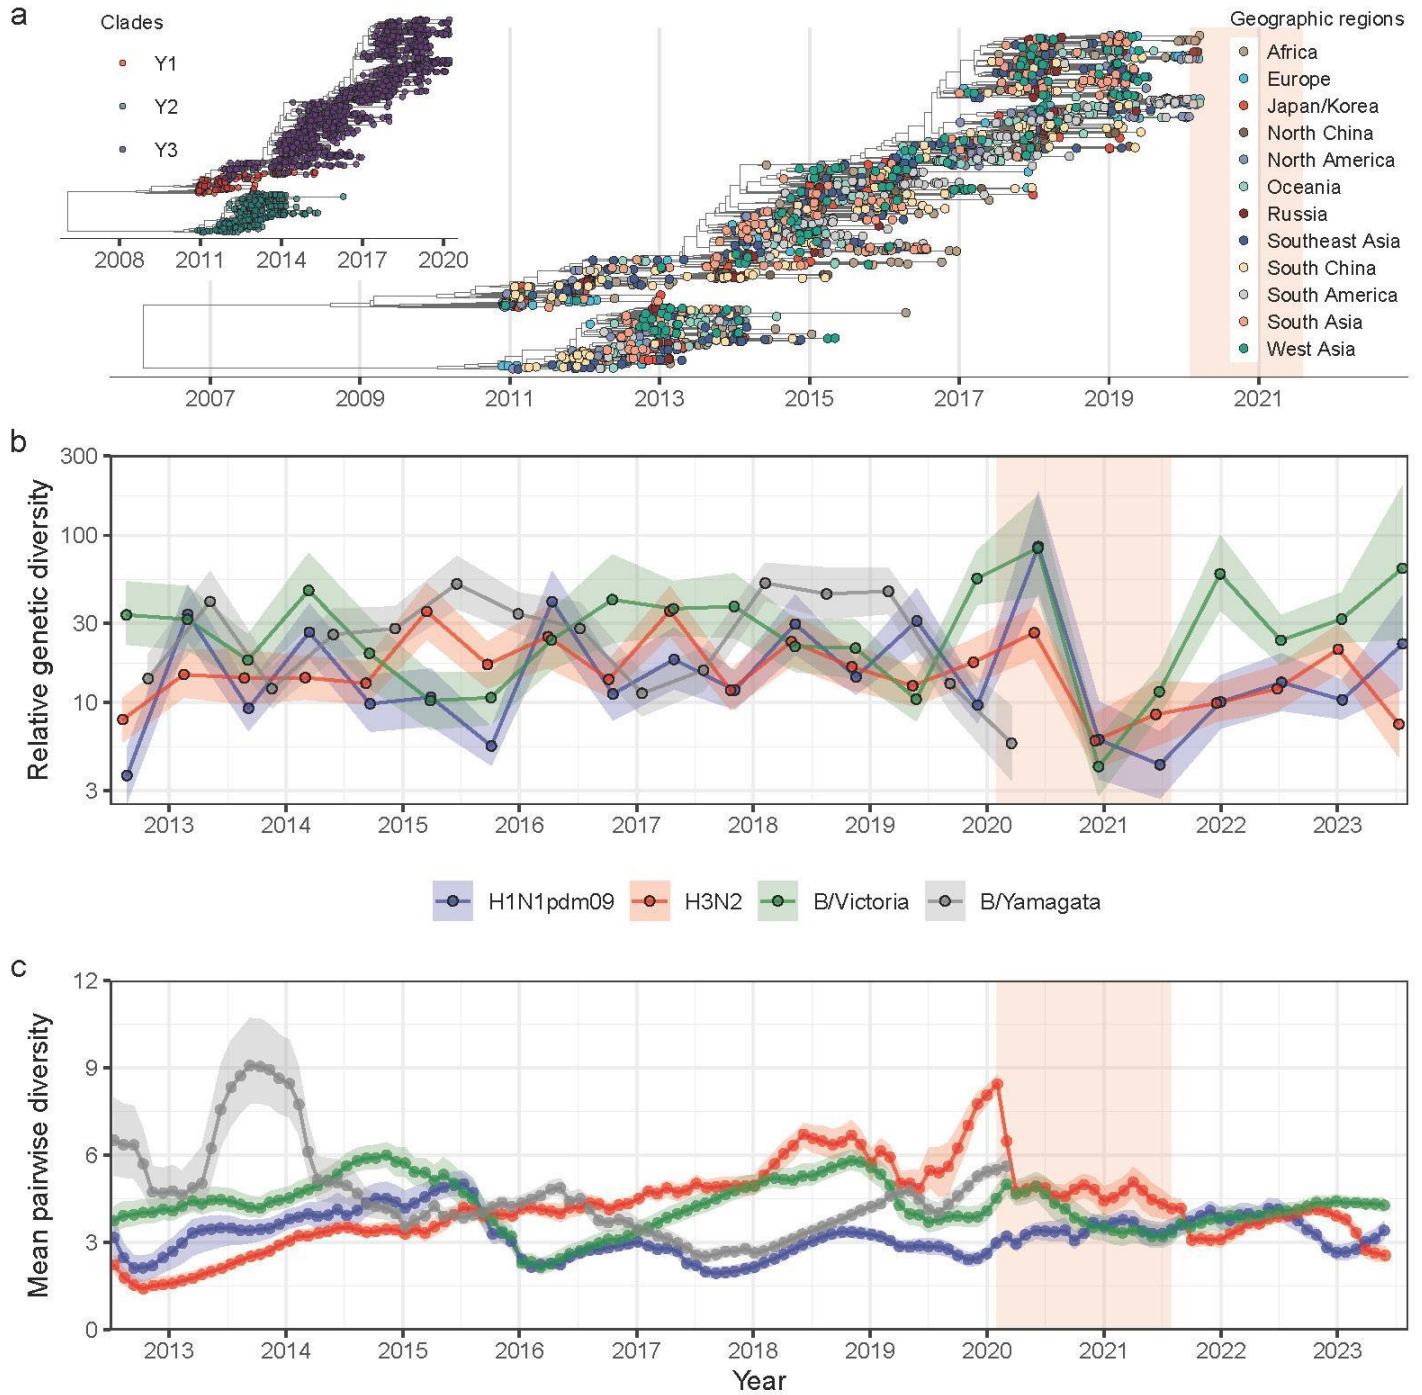 a
Clades
Y1
Y2
Y3
2008 2011 2014 2017 2020
Geographic regions
Africa
Europe
Japan/Korea
North China
North America
Oceania
Russia
Southeast Asia
South China
South America
South Asia
West Asia
2007 2009 2011 2013 2015 2017 2019 2021
b
Relative genetic diversity
300
100
30
10
3
2013 2014 2015 2016 2017 2018 2019 2020 2021 2022 2023
H1N1pdm09 H3N2 B/Victoria B/Yamagata
c
Mean pairwise diversity
12
9
6
3
0
2013 2014 2015 2016 2017 2018 2019 2020 2021 2022 2023
Year